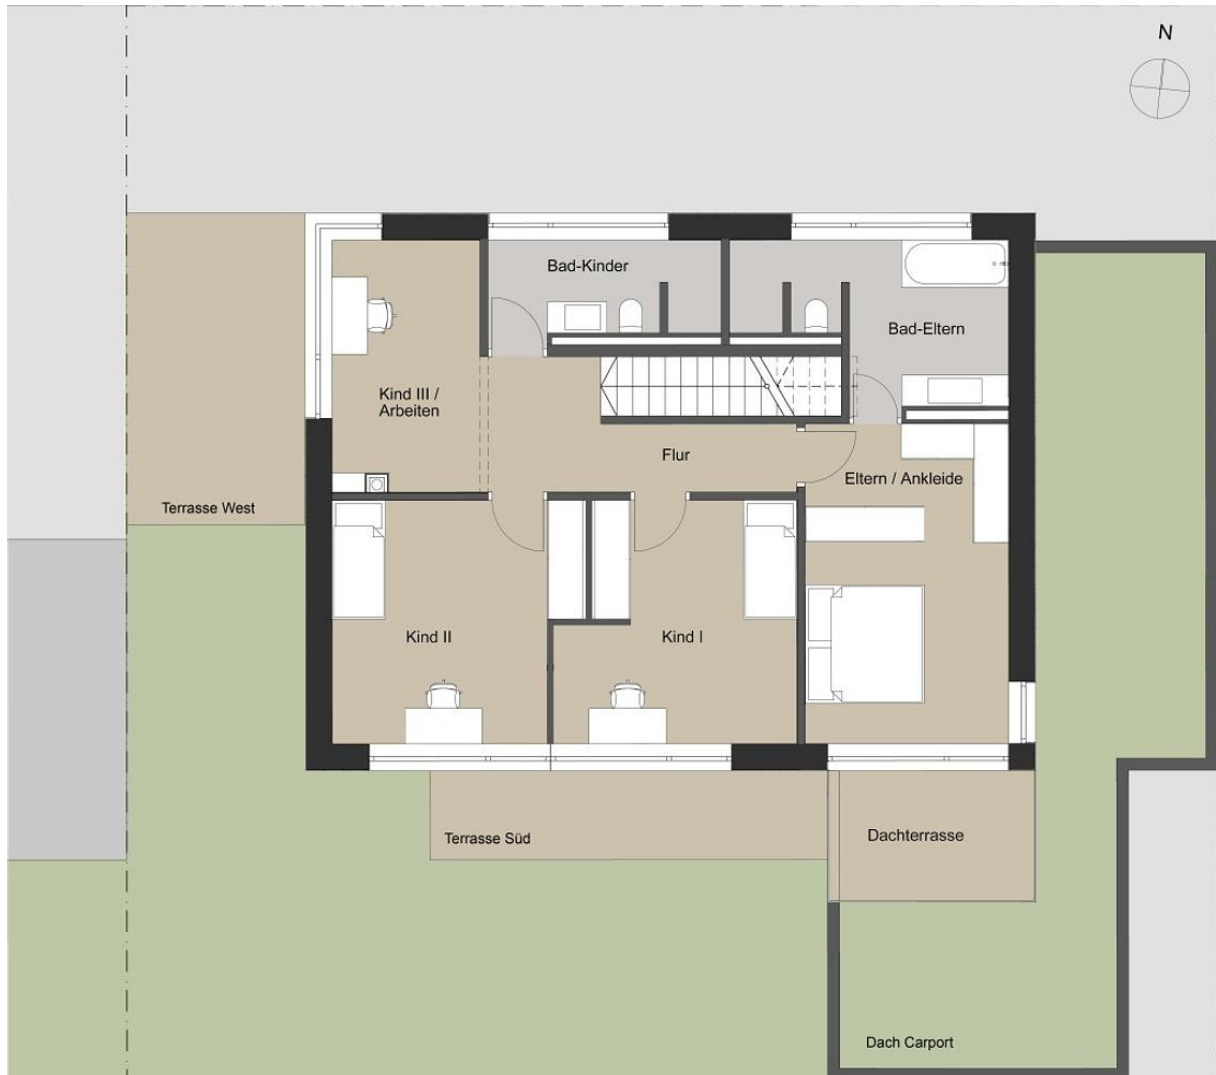 N
Bad-Kinder
Bad-Eltern
Kind III /
Arbeiten
Flur
Eltern / Ankleide
Terrasse West
Kind II
Kind I
Terrasse Süd
Dachterrasse
Dach Carport